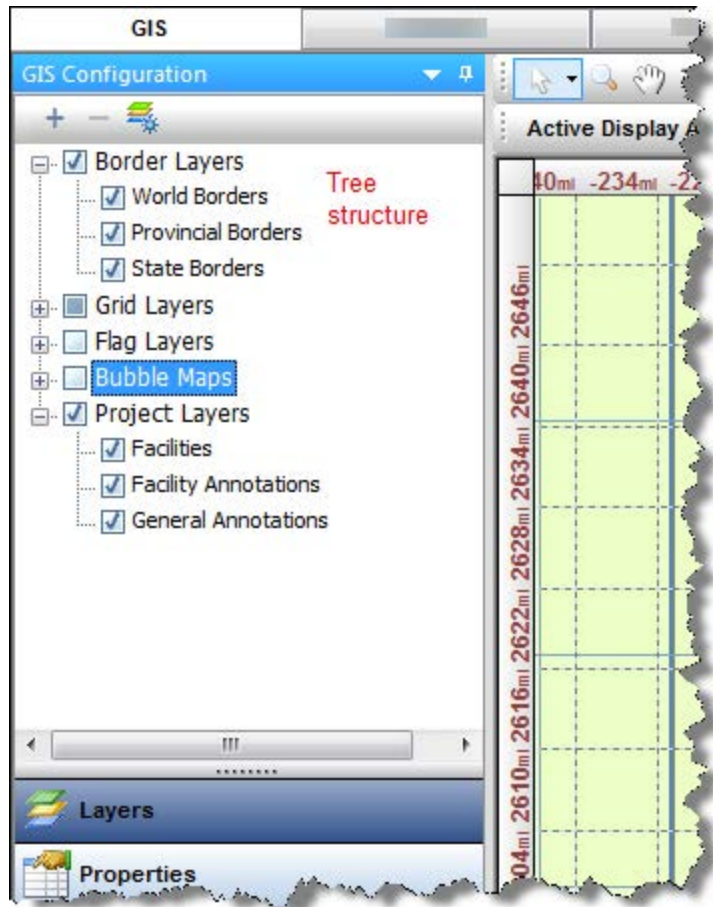 GIS
GIS Configuration
Active Display A
Border Layers
World Borders
Provincial Borders
State Borders
Tree
structure
Grid Layers
Flag Layers
Bubble Maps
Project Layers
Facilities
Facility Annotations
General Annotations
Layers
Properties
40mi -234mi -22
2646mi
2640mi
2634mi
2628mi
2622mi
2616mi
2610mi
04mi